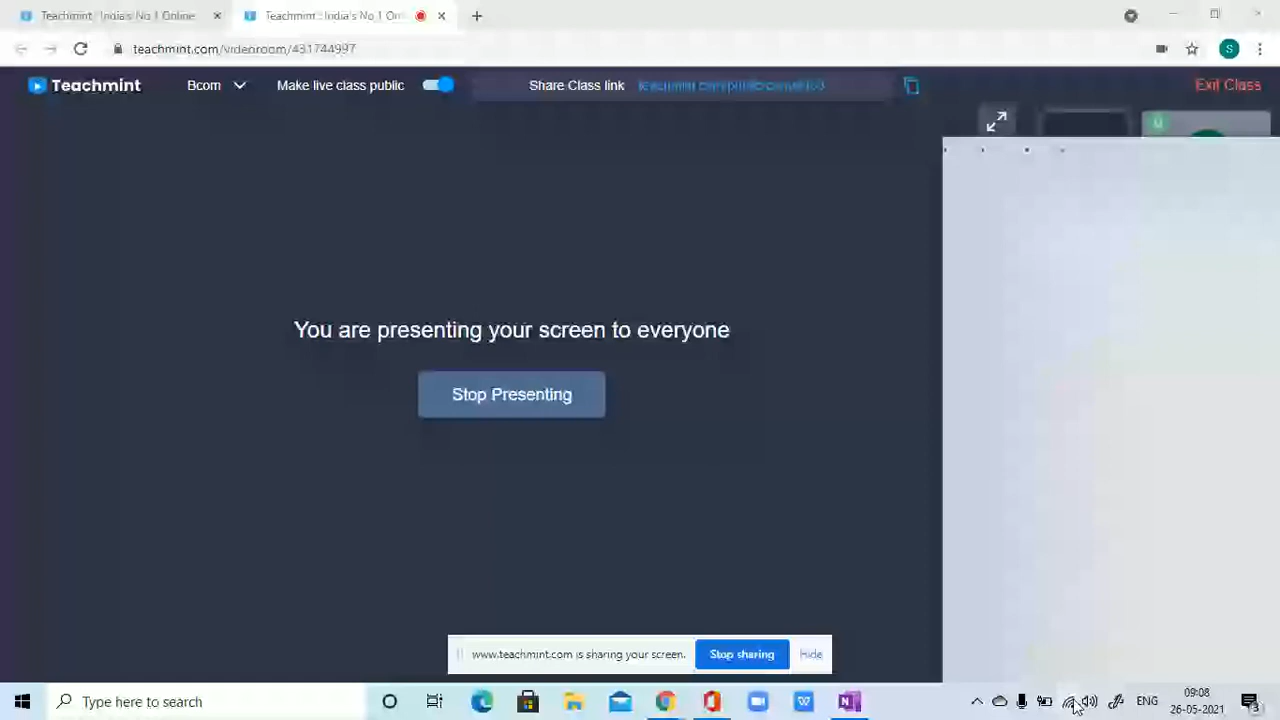 Teachmint : India's No 1 Online
Teachmint : India's No 1 Onl
teachmint.com/videoroom/431744997
S
Teachmint
Bcom
Make live class public
Share Class link
Exit Class
You are presenting your screen to everyone
Stop Presenting
www.teachmint.com is sharing your screen.
Stop sharing
Hide
Type here to search
ENG
09:08
26-05-2021
3